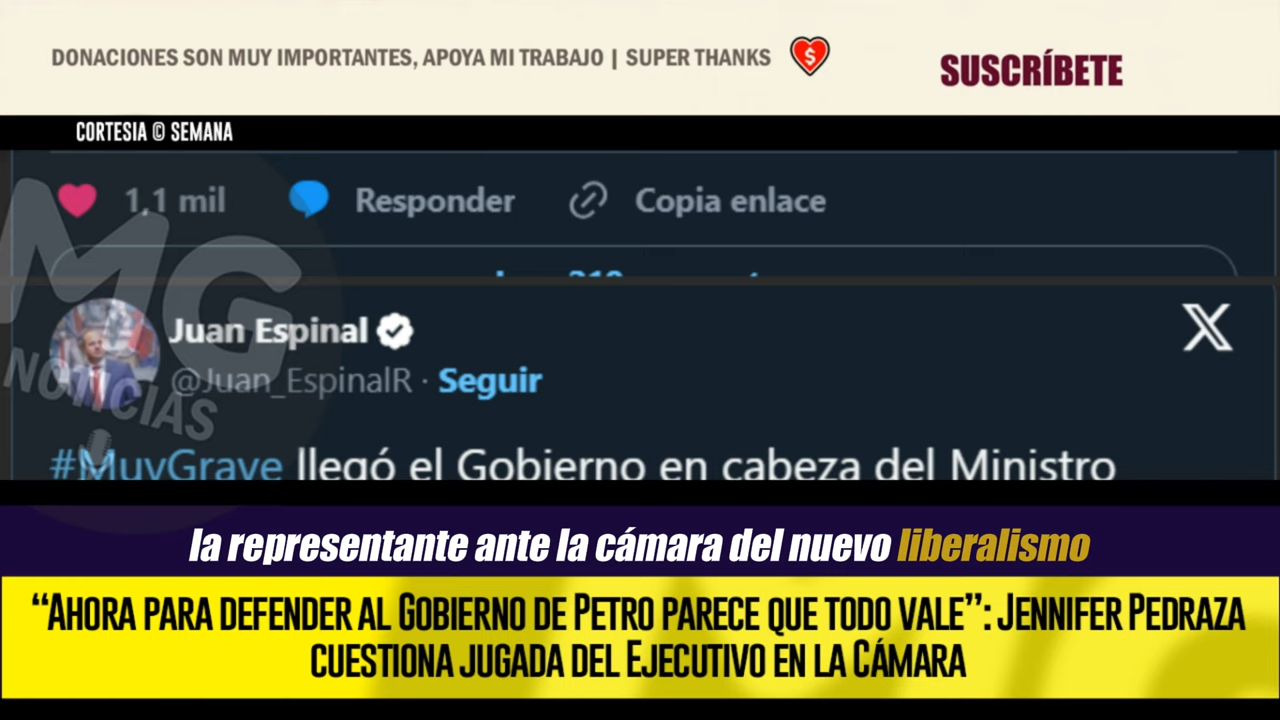 DONACIONES SON MUY IMPORTANTES, APOYA MI TRABAJO | SUPER THANKS
SUSCRÍBETE
CORTESIA © SEMANA
1,1 mil Responder Copia enlace
MG
NOTICIAS
Juan Espinal
@Juan_EspinalR · Seguir
#MuyGrave llegó el Gobierno en cabeza del Ministro
la representante ante la cámara del nuevo liberalismo
“AHORA PARA DEFENDER AL GOBIERNO DE PETRO PARECE QUE TODO VALE”: JENNIFER PEDRAZA
CUESTIONA JUGADA DEL EJECUTIVO EN LA CÁMARA